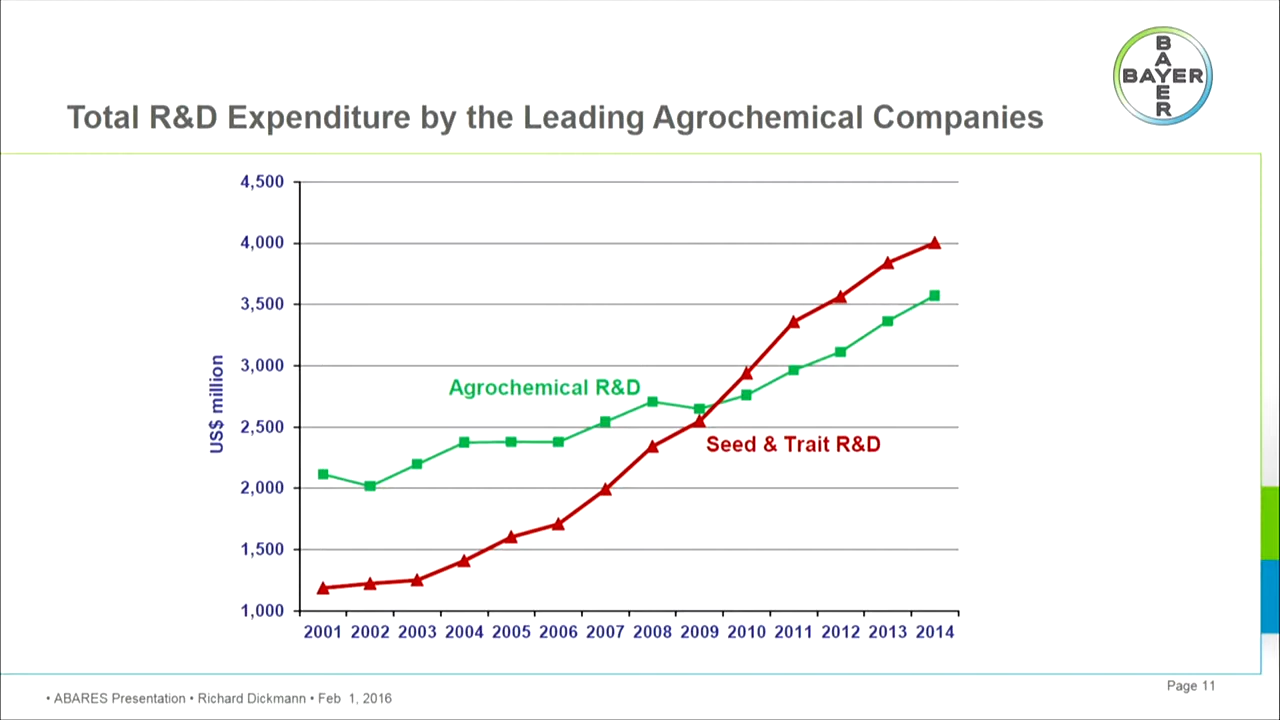 BAYER
BAYER
Total R&D Expenditure by the Leading Agrochemical Companies
4,500
4,000
3,500
3,000
2,500
2,000
1,500
1,000
US$ million
Agrochemical R&D
Seed & Trait R&D
2001 2002 2003 2004 2005 2006 2007 2008 2009 2010 2011 2012 2013 2014
• ABARES Presentation • Richard Dickmann • Feb 1, 2016
Page 11